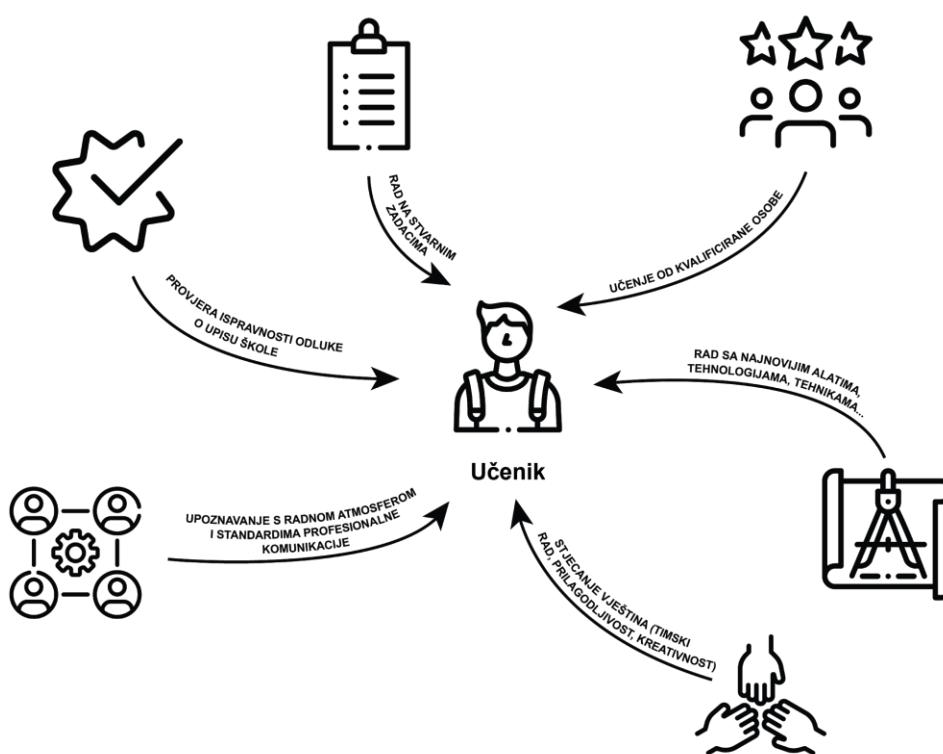 RAD NA STVARNIM
ZADACIMA
UČENJE OD KVALIFICIRANE OSOBE
PROVJERA ISPRAVNOSTI ODLUKE
O UPISU ŠKOLE
RAD SA NAJNOVIJIM ALATIMA,
TEHNOLOGIJAMA, TEHNIKAMA...
Učenik
UPOZNAVANJE S RADNOM ATMOSFEROM
I STANDARDIMA PROFESIONALNE
KOMUNIKACIJE
STJECANJE VJEŠTINA (TIMSKI
RAD, PRILAGODLJIVOST, KREATIVNOST)